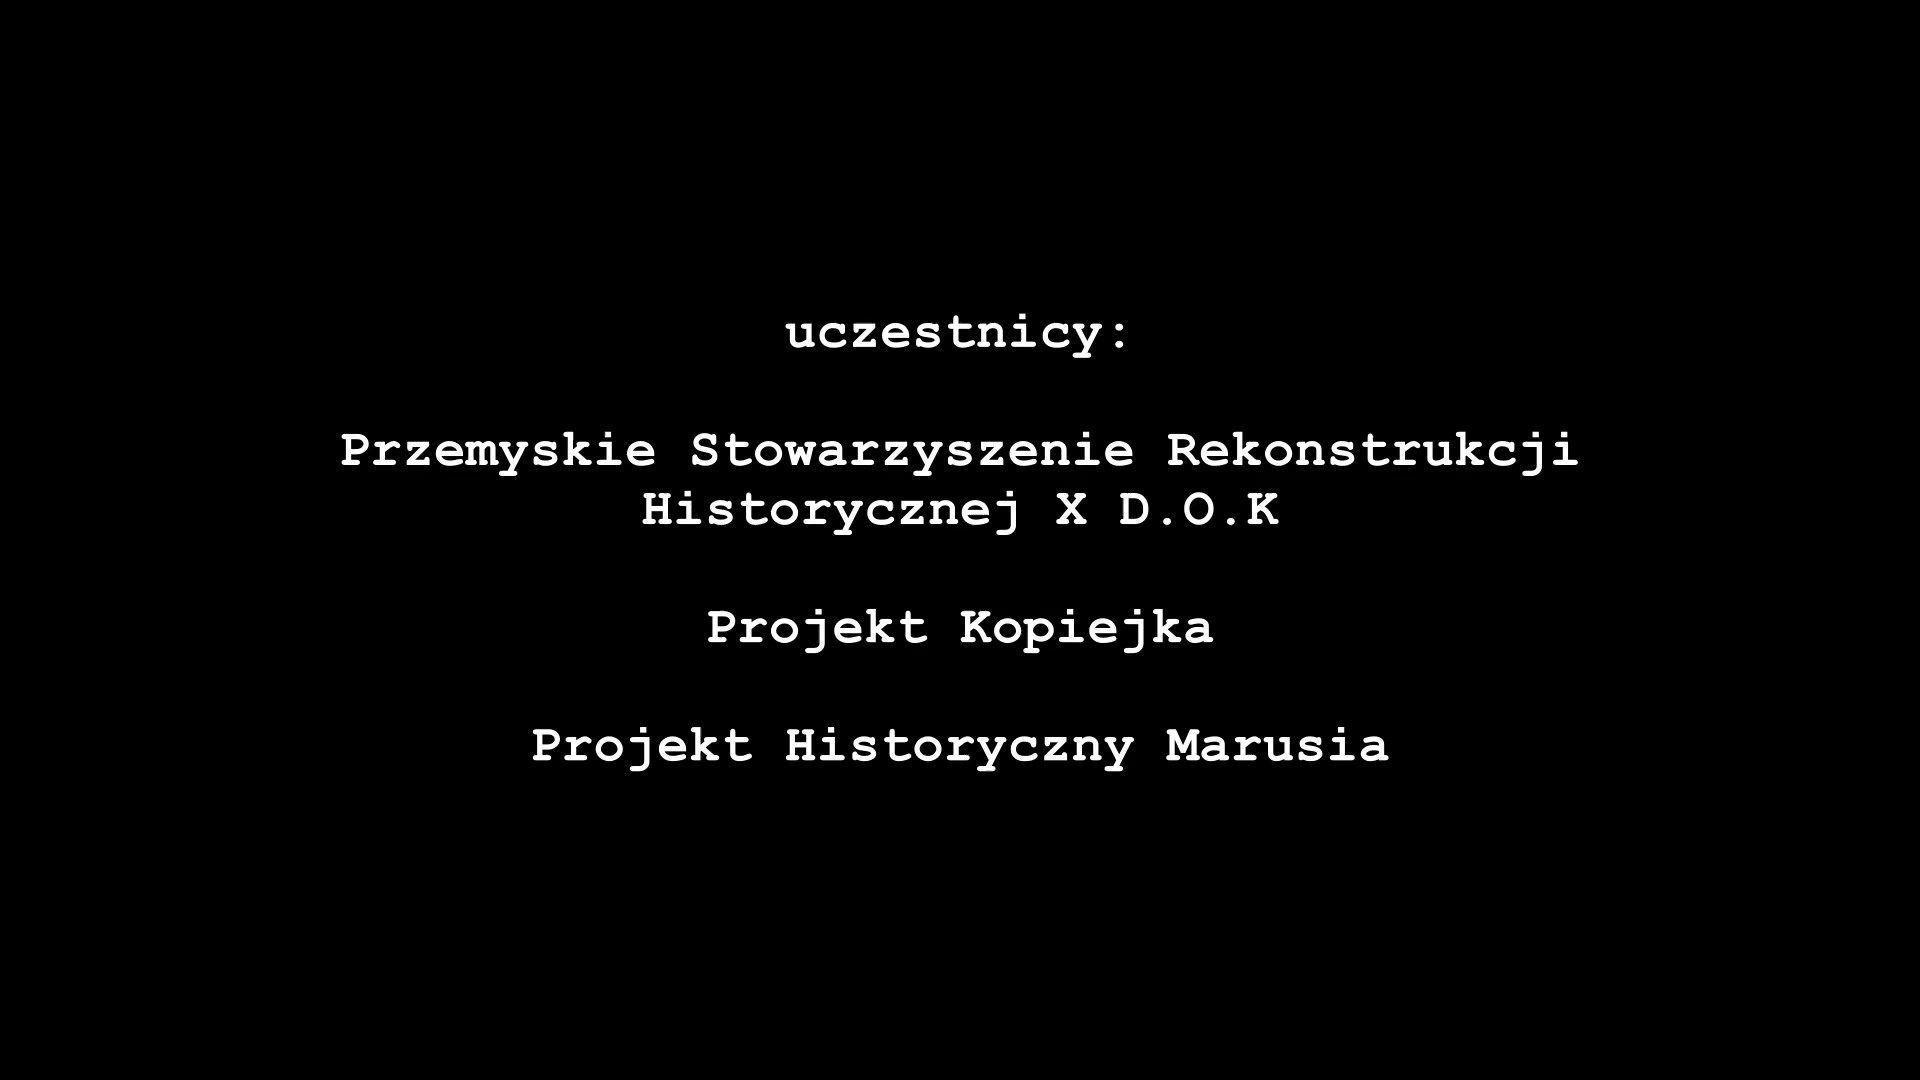 uczestnicy:
Przemyskie Stowarzyszenie Rekonstrukcji
Historycznej X D.O.K
Projekt Kopiejka
Projekt Historyczny Marusia